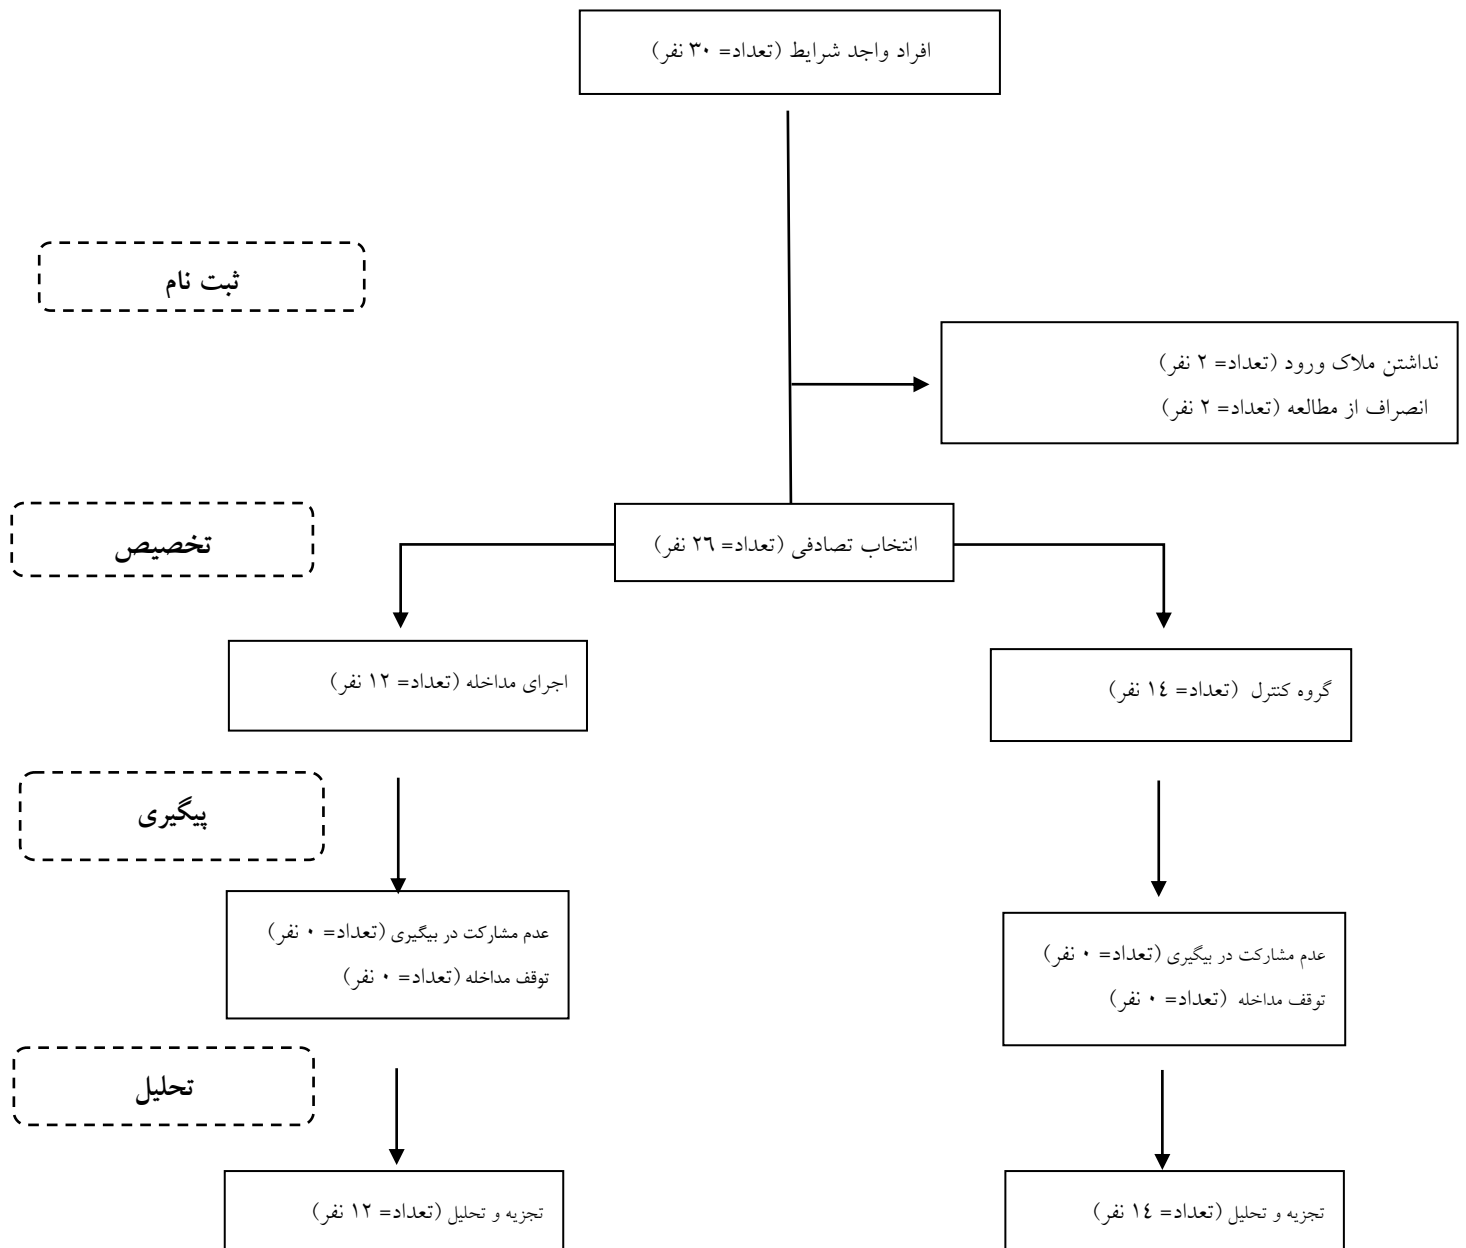 افراد واجد شرایط (تعداد= ۳۰ نفر)
ثبت نام
نداشتن ملاک ورود (تعداد= ۲ نفر)
انصراف از مطالعه (تعداد= ۲ نفر)
تخصیص
انتخاب تصادفی (تعداد= ۲٦ نفر)
گروه کنترل (تعداد= ۱٤ نفر)
اجرای مداخله (تعداد= ۱۲ نفر)
پیگیری
عدم مشارکت در بیگیری (تعداد= ۰ نفر)
توقف مداخله (تعداد= ۰ نفر)
عدم مشارکت در بیگیری (تعداد= ۰ نفر)
توقف مداخله (تعداد= ۰ نفر)
تحلیل
تجزیه و تحلیل (تعداد= ۱٤ نفر)
تجزیه و تحلیل (تعداد= ۱۲ نفر)